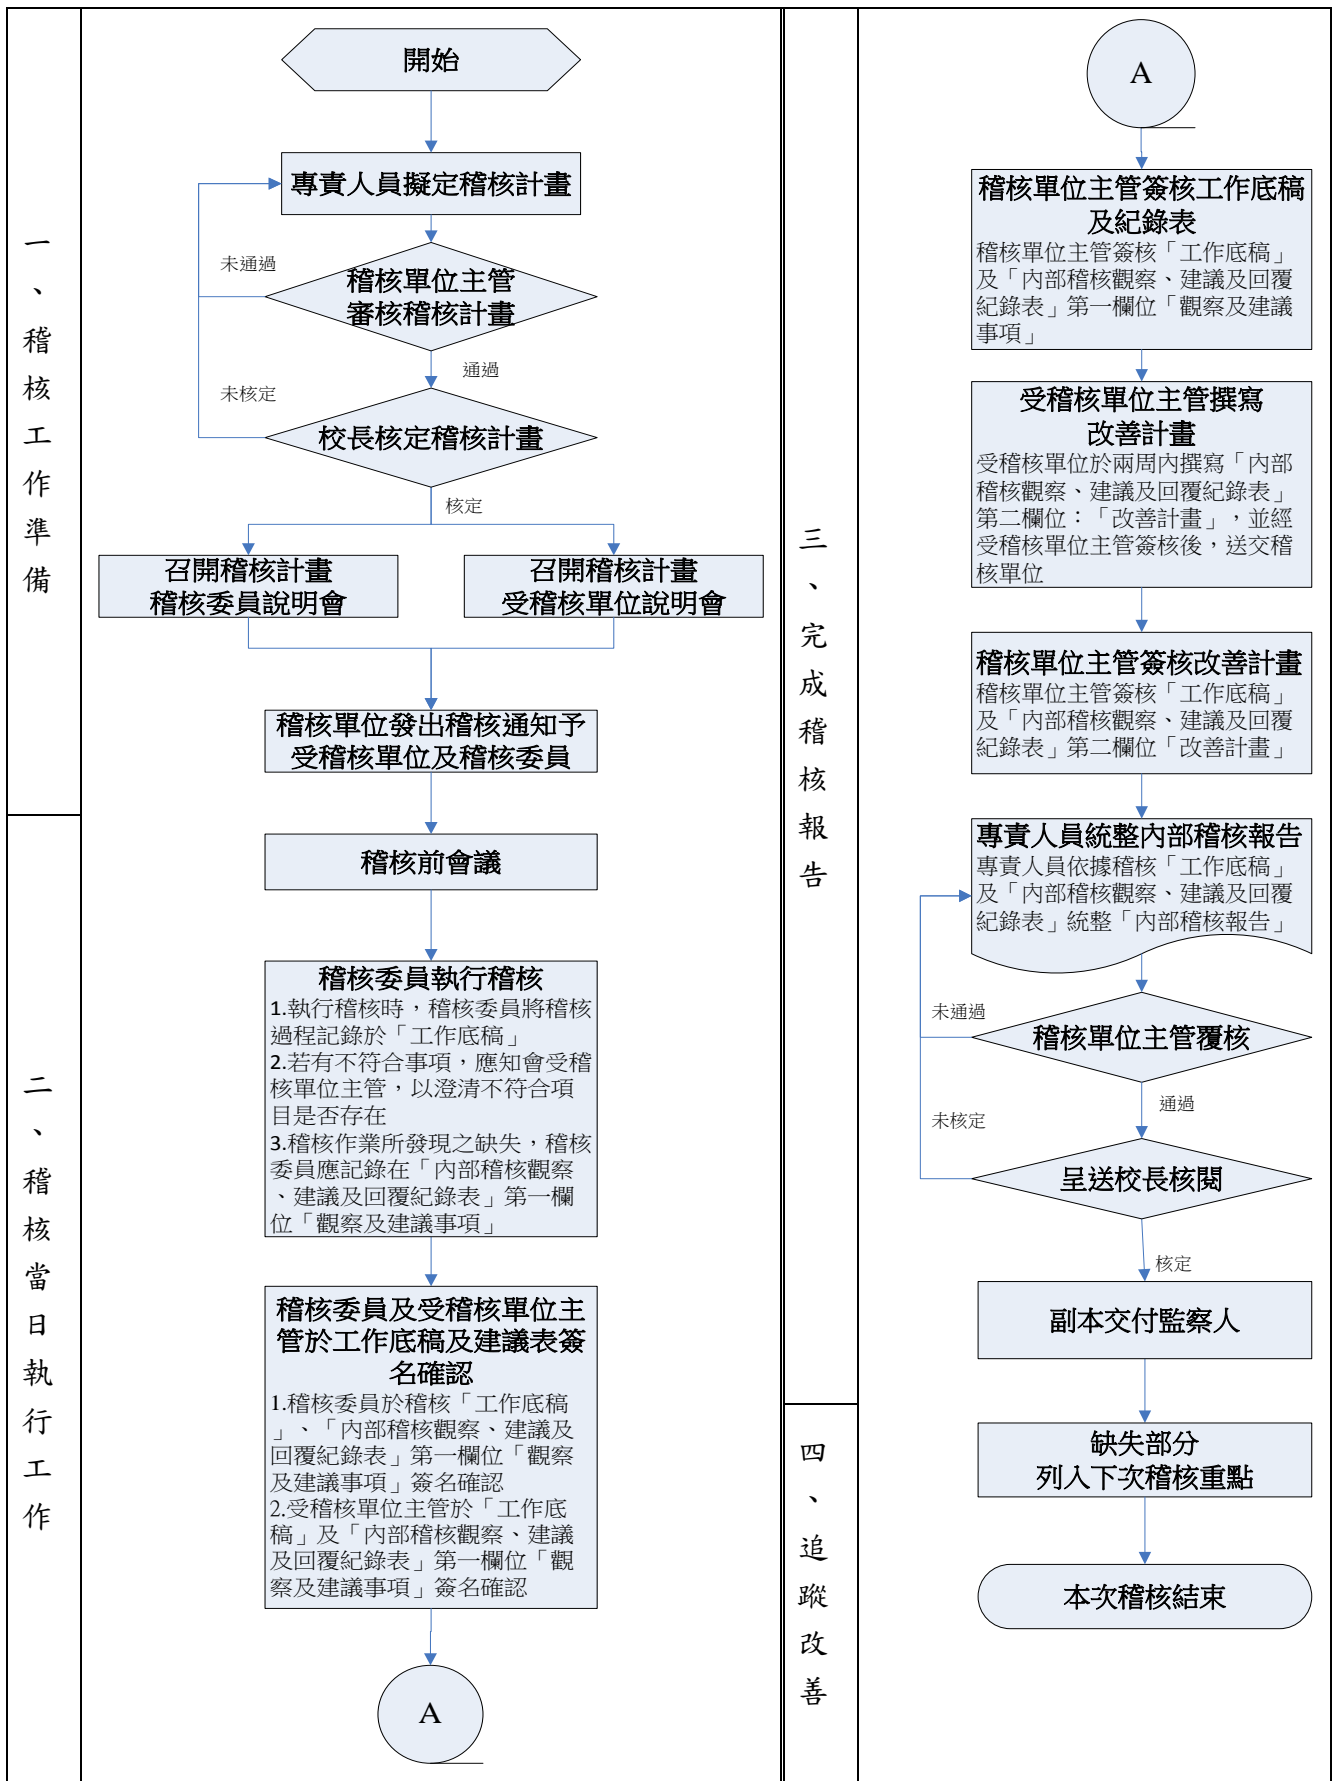 一、稽核工作準備
開始
專責人員擬定稽核計畫
未通過
稽核單位主管
審核稽核計畫
通過
未核定
校長核定稽核計畫
核定
召開稽核計畫
稽核委員說明會
召開稽核計畫
受稽核單位說明會
稽核單位發出稽核通知予
受稽核單位及稽核委員
二、稽核當日執行工作
稽核前會議
稽核委員執行稽核
1.執行稽核時，稽核委員將稽核
過程記錄於「工作底稿」
2.若有不符合事項，應知會受稽
核單位主管，以澄清不符合項
目是否存在
3.稽核作業所發現之缺失，稽核
委員應記錄在「內部稽核觀察
、建議及回覆紀錄表」第一欄
位「觀察及建議事項」
稽核委員及受稽核單位主
管於工作底稿及建議表簽
名確認
1.稽核委員於稽核「工作底稿
」、「內部稽核觀察、建議及
回覆紀錄表」第一欄位「觀察
及建議事項」簽名確認
2.受稽核單位主管於「工作底
稿」及「內部稽核觀察、建議
及回覆紀錄表」第一欄位「觀
察及建議事項」簽名確認
A
三、完成稽核報告
A
稽核單位主管簽核工作底稿
及紀錄表
稽核單位主管簽核「工作底稿」
及「內部稽核觀察、建議及回覆
紀錄表」第一欄位「觀察及建議
事項」
受稽核單位主管撰寫
改善計畫
受稽核單位於兩周內撰寫「內部
稽核觀察、建議及回覆紀錄表」
第二欄位：「改善計畫」，並經
受稽核單位主管簽核後，送交稽
核單位
稽核單位主管簽核改善計畫
稽核單位主管簽核「工作底稿」
及「內部稽核觀察、建議及回覆
紀錄表」第二欄位「改善計畫」
專責人員統整內部稽核報告
專責人員依據稽核「工作底稿」
及「內部稽核觀察、建議及回覆
紀錄表」統整「內部稽核報告」
未通過
稽核單位主管覆核
通過
未核定
呈送校長核閱
核定
副本交付監察人
四、追蹤改善
缺失部分
列入下次稽核重點
本次稽核結束